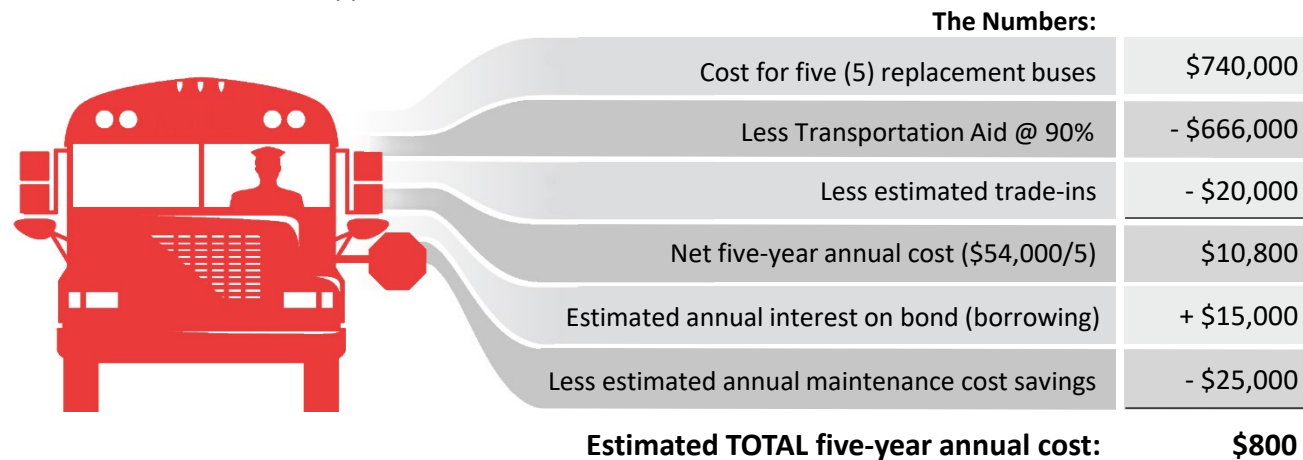 The Numbers:
Cost for five (5) replacement buses $740,000
Less Transportation Aid @ 90% - $666,000
Less estimated trade-ins - $20,000
Net five-year annual cost ($54,000/5) $10,800
Estimated annual interest on bond (borrowing) + $15,000
Less estimated annual maintenance cost savings - $25,000
Estimated TOTAL five-year annual cost: $800